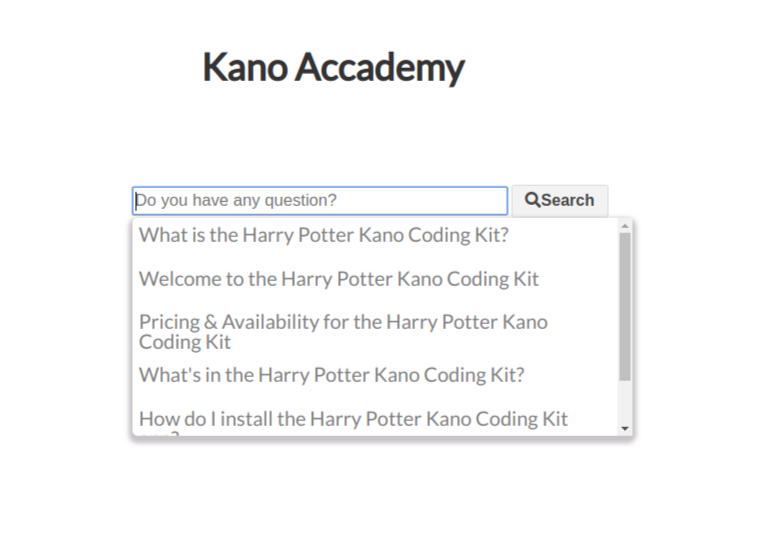 Kano Accademy
Do you have any question?
Search
What is the Harry Potter Kano Coding Kit?
Welcome to the Harry Potter Kano Coding Kit
Pricing & Availability for the Harry Potter Kano
Coding Kit
What's in the Harry Potter Kano Coding Kit?
How do I install the Harry Potter Kano Coding Kit